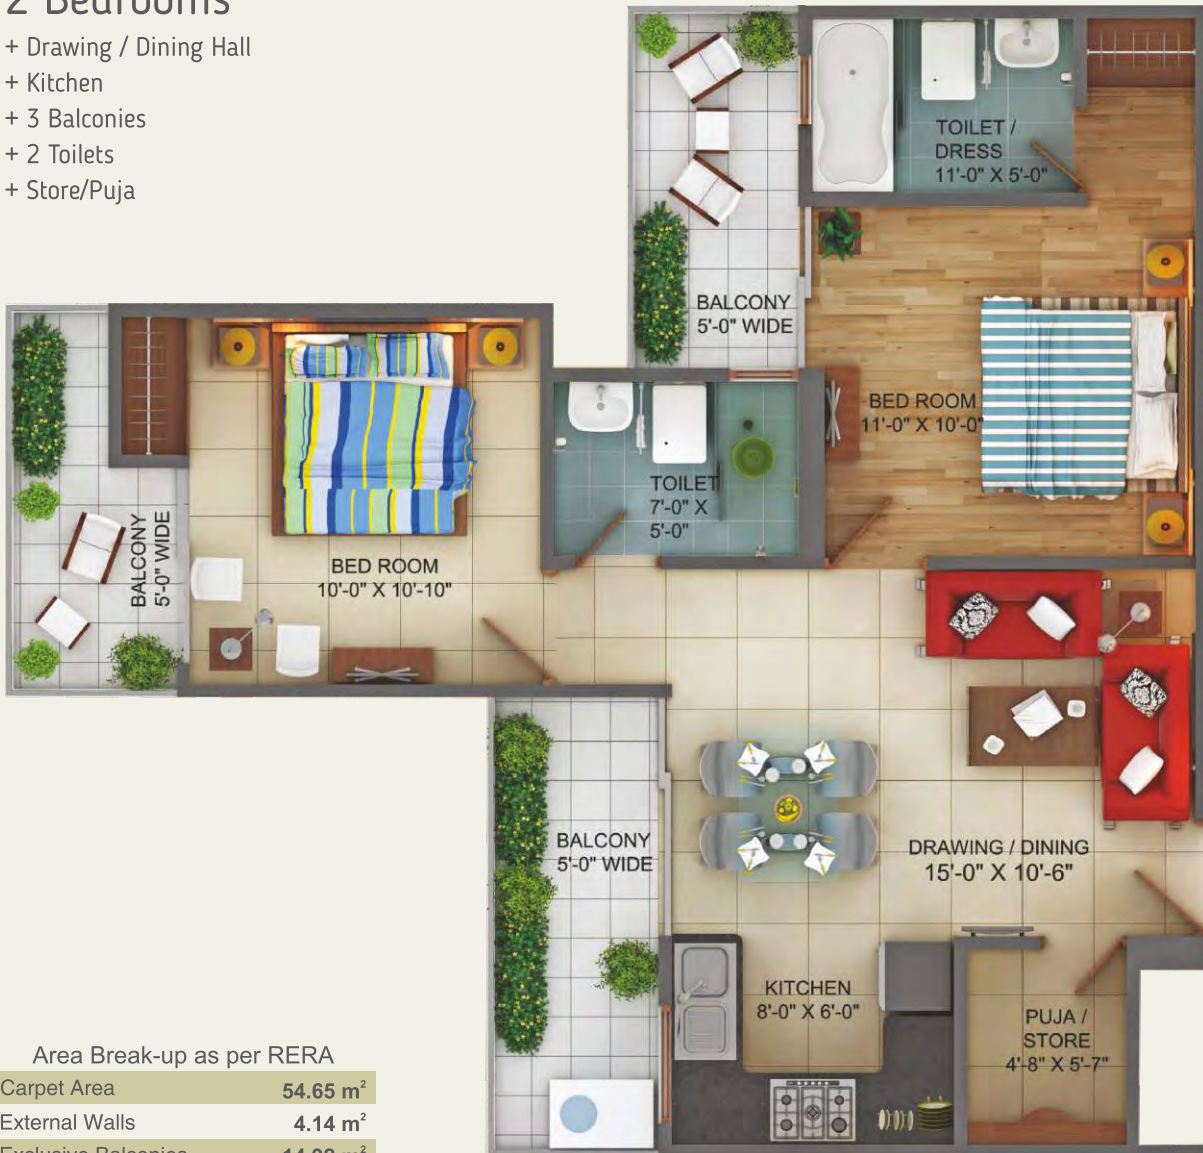 2 Bedrooms
+ Drawing / Dining Hall
+ Kitchen
+ 3 Balconies
+ 2 Toilets
+ Store/Puja
TOILET /
DRESS
11'-0" X 5'-0"
BALCONY
5'-0" WIDE
BED ROOM
11'-0" X 10'-0"
TOILET
7'-0" X
5'-0"
BALCONY
5'-0" WIDE
BED ROOM
10'-0" X 10'-10"
BALCONY
5'-0" WIDE
DRAWING / DINING
15'-0" X 10'-6"
KITCHEN
8'-0" X 6'-0"
PUJA /
STORE
4'-8" X 5'-7"
Area Break-up as per RERA
Carpet Area 54.65 m²
External Walls 4.14 m²
Exclusive Balconies